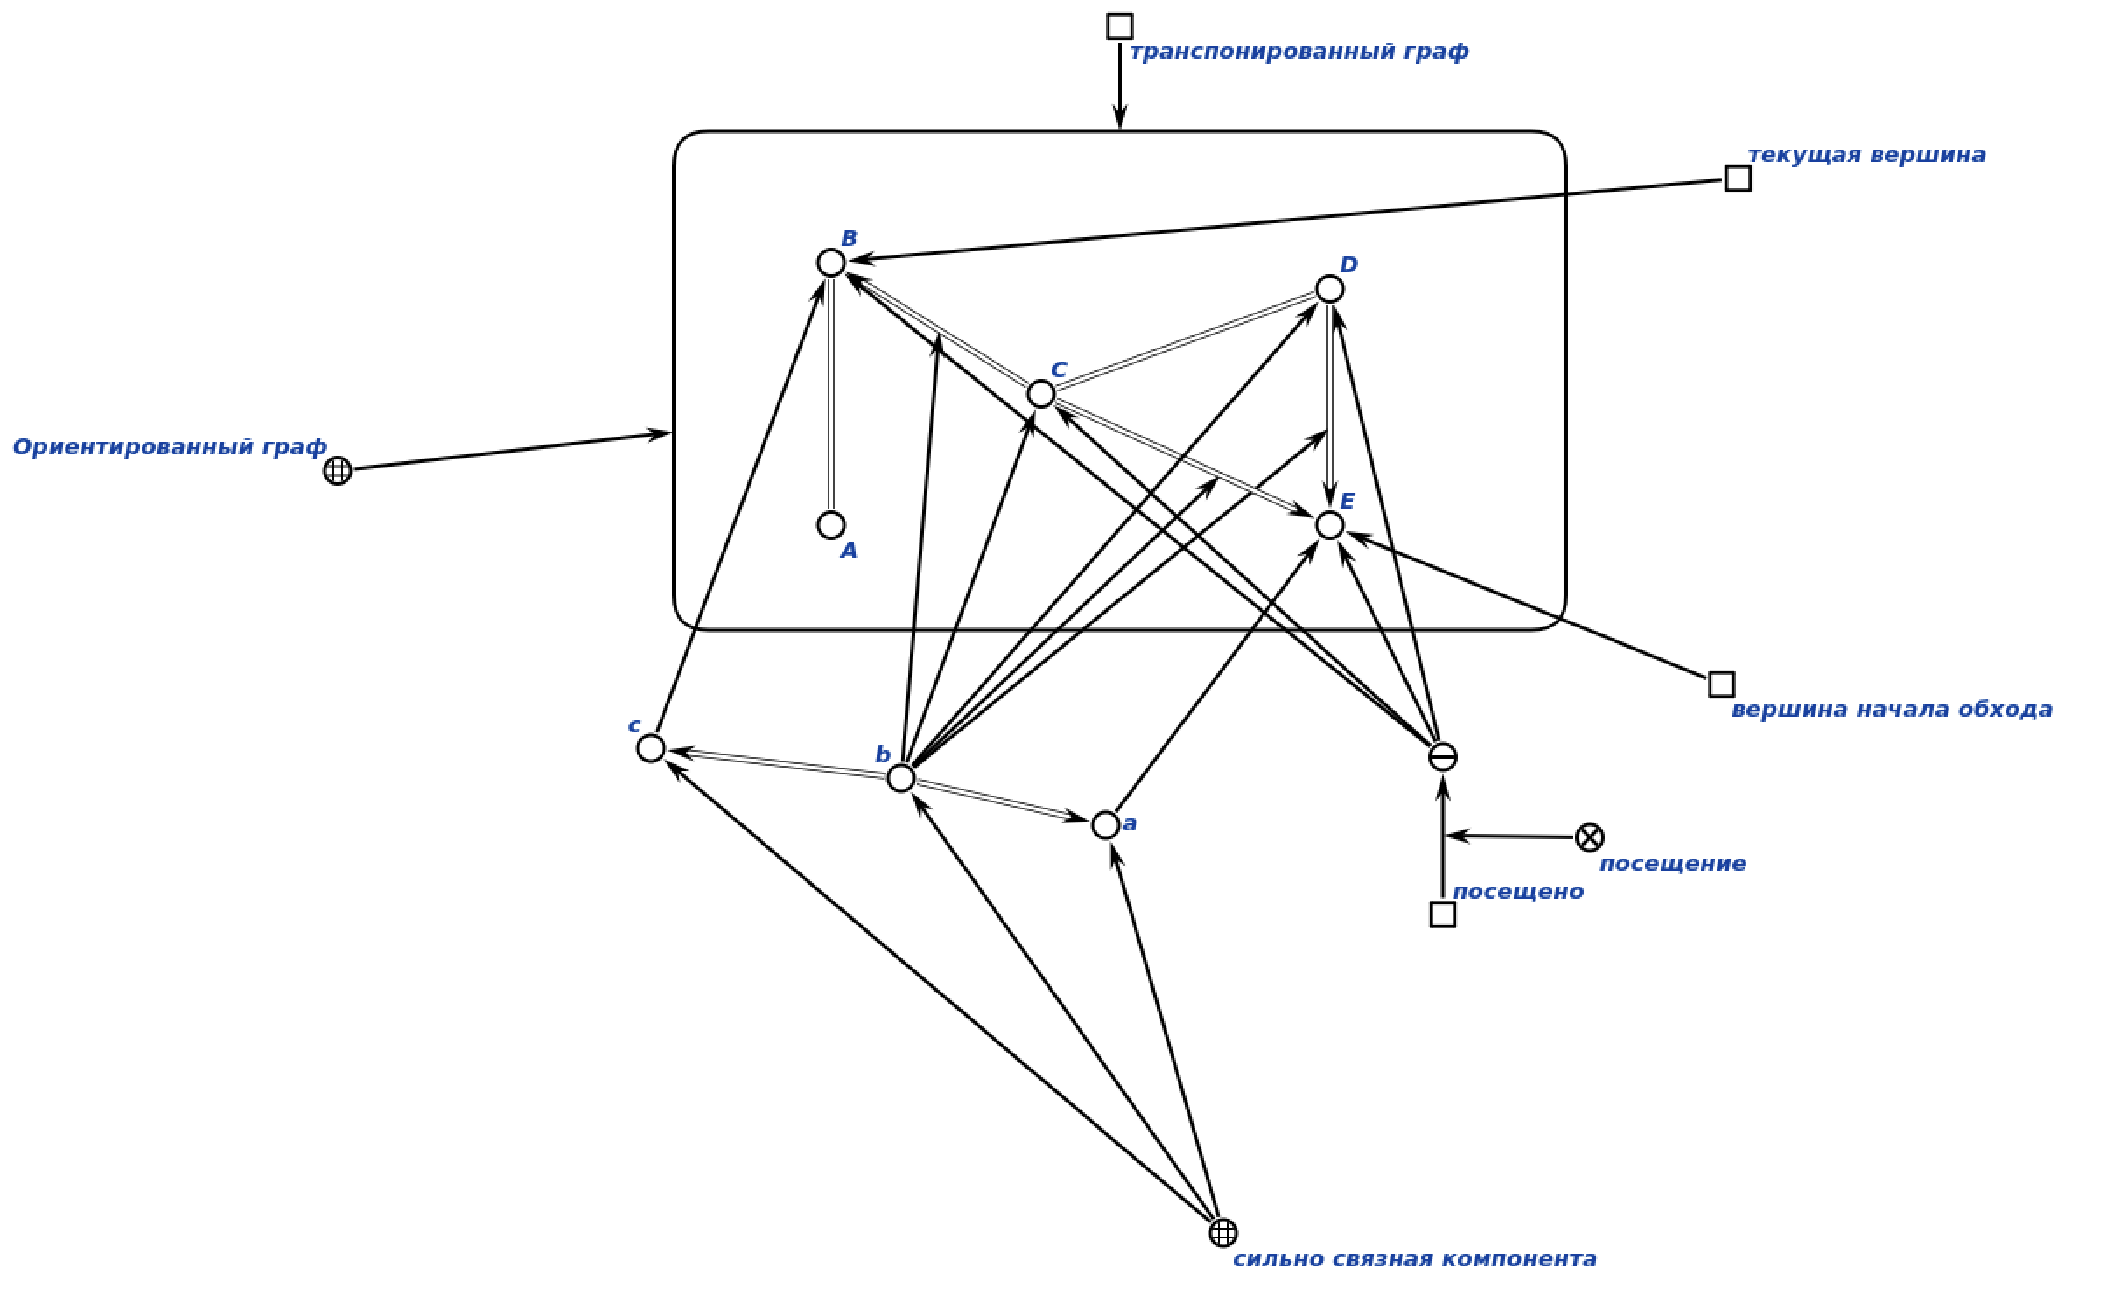 транспонированный граф
текущая вершина
B
D
C
Ориентированный граф
E
A
c
вершина начала обхода
b
a
посещение
посещено
сильно связная компонента